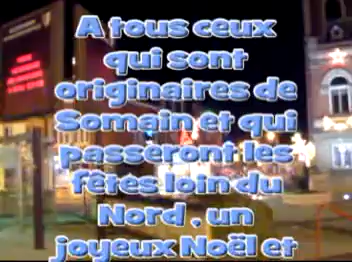 A tous ceux
qui sont
originaires de
Somain et qui
passeront les
fêtes loin du
Nord , un
joyeux Noël et